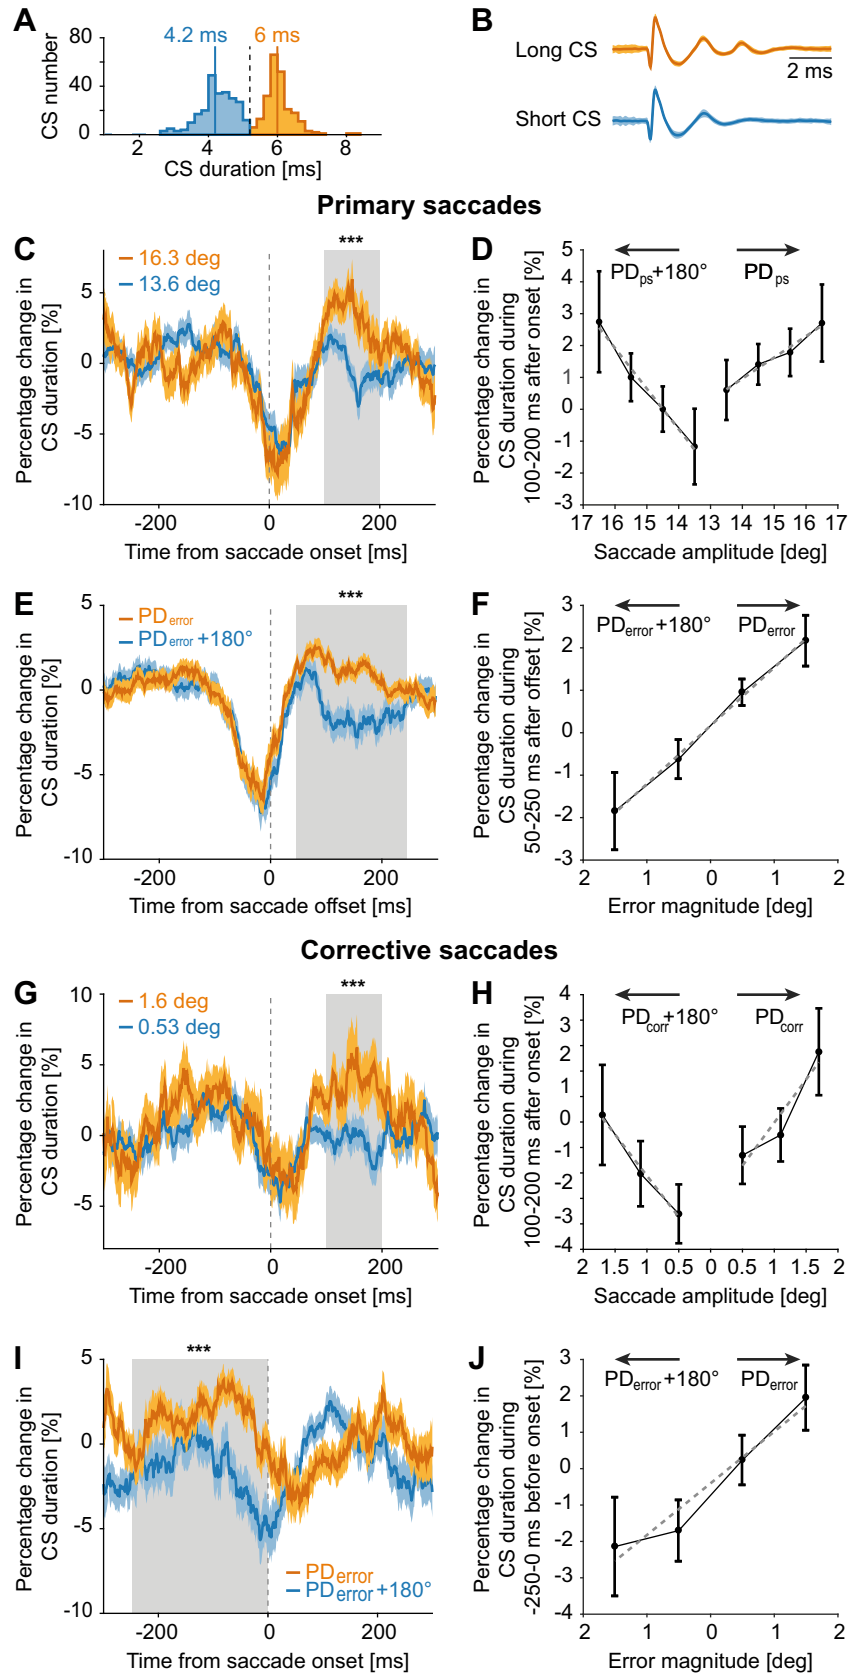 A
4.2 ms
6 ms
CS number
80
40
0
2
4
6
8
CS duration [ms]
B
Long CS
2 ms
Short CS
Primary saccades
C
16.3 deg
13.6 deg
***
Percentage change in
CS duration [%]
5
0
-5
-10
-200
0
200
Time from saccade onset [ms]
D
PDps+180°
PDps
Percentage change in
CS duration during
100-200 ms after onset [%]
5
4
3
2
1
0
-1
-2
-3
17 16 15 14 13 14 15 16 17
Saccade amplitude [deg]
E
PDerror
PDerror +180°
***
Percentage change in
CS duration [%]
5
0
-5
-10
-200
0
200
Time from saccade offset [ms]
F
PDerror +180°
PDerror
Percentage change in
CS duration during
50-250 ms after offset [%]
3
2
1
0
-1
-2
-3
2 1 0 1 2
Error magnitude [deg]
Corrective saccades
G
1.6 deg
0.53 deg
***
Percentage change in
CS duration [%]
10
5
0
-5
-200
0
200
Time from saccade onset [ms]
H
PDcorr+180°
PDcorr
Percentage change in
CS duration during
100-200 ms after onset [%]
4
3
2
1
0
-1
-2
-3
-4
2 1.5 1 0.5 0 0.5 1 1.5 2
Saccade amplitude [deg]
I
***
PDerror
PDerror +180°
Percentage change in
CS duration [%]
5
0
-5
-10
-200
0
200
Time from saccade onset [ms]
J
PDerror +180°
PDerror
Percentage change in
CS duration during
-250-0 ms before onset [%]
3
2
1
0
-1
-2
-3
-4
2 1 0 1 2
Error magnitude [deg]